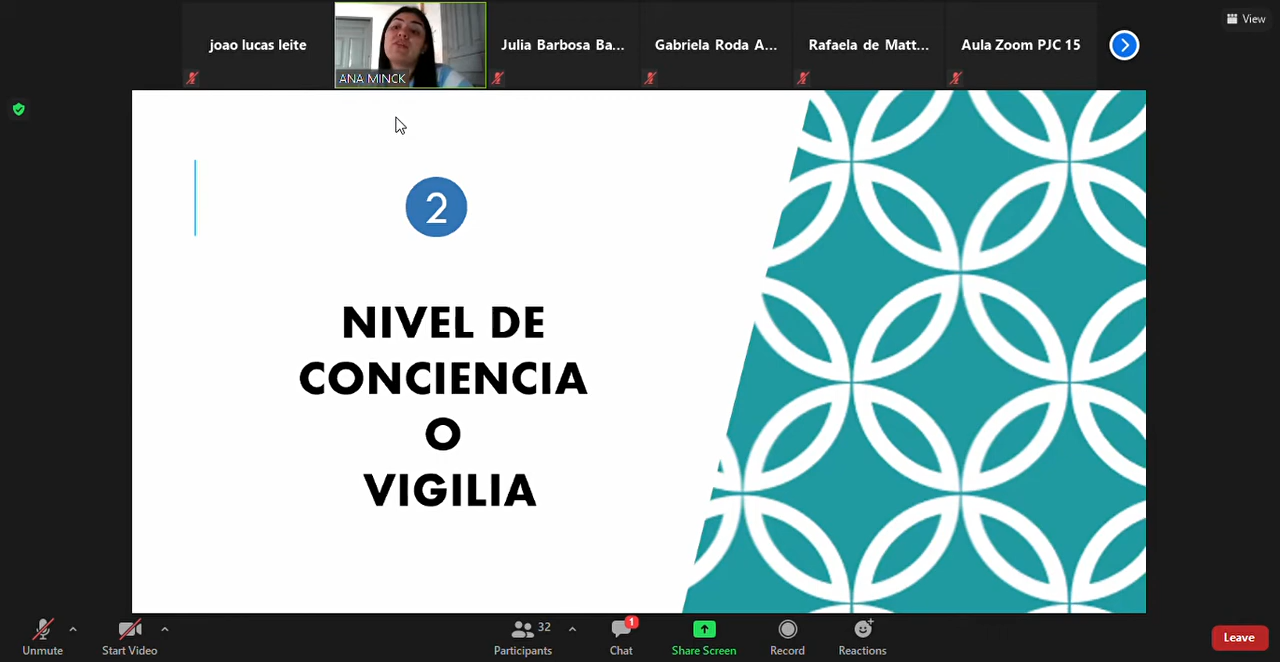 View
joao lucas leite
ANA MINCK
Julia Barbosa Ba...
Gabriela Roda A...
Rafaela de Matt...
Aula Zoom PJC 15
2
NIVEL DE
CONCIENCIA
O
VIGILIA
Unmute
Start Video
32
Participants
1
Chat
Share Screen
Record
Reactions
Leave